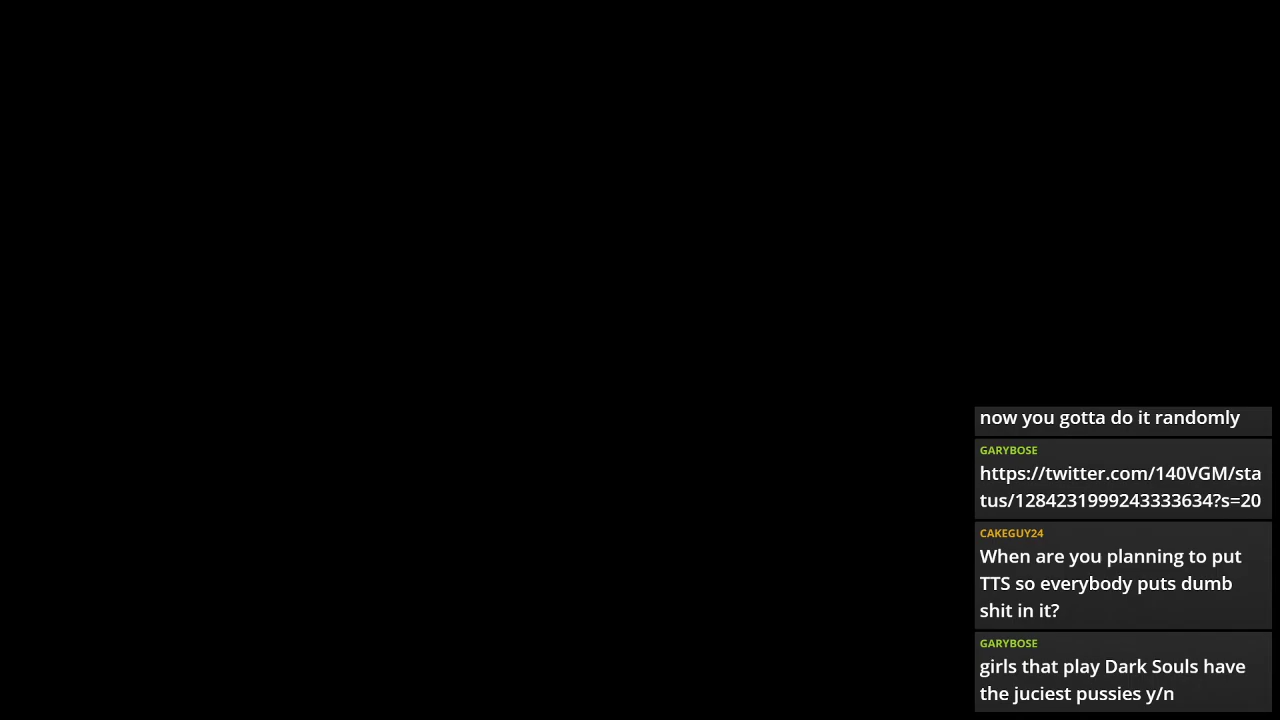 now you gotta do it randomly
GARYBOSE
https://twitter.com/140VGM/sta
tus/1284231999243333634?s=20
CAKEGUY24
When are you planning to put
TTS so everybody puts dumb
shit in it?
GARYBOSE
girls that play Dark Souls have
the juciest pussies y/n